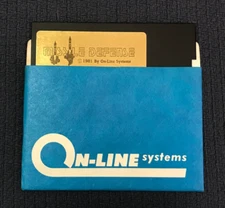 MISSILE DEFENSE
© 1981 by On-Line Systems
ON-LINE systems